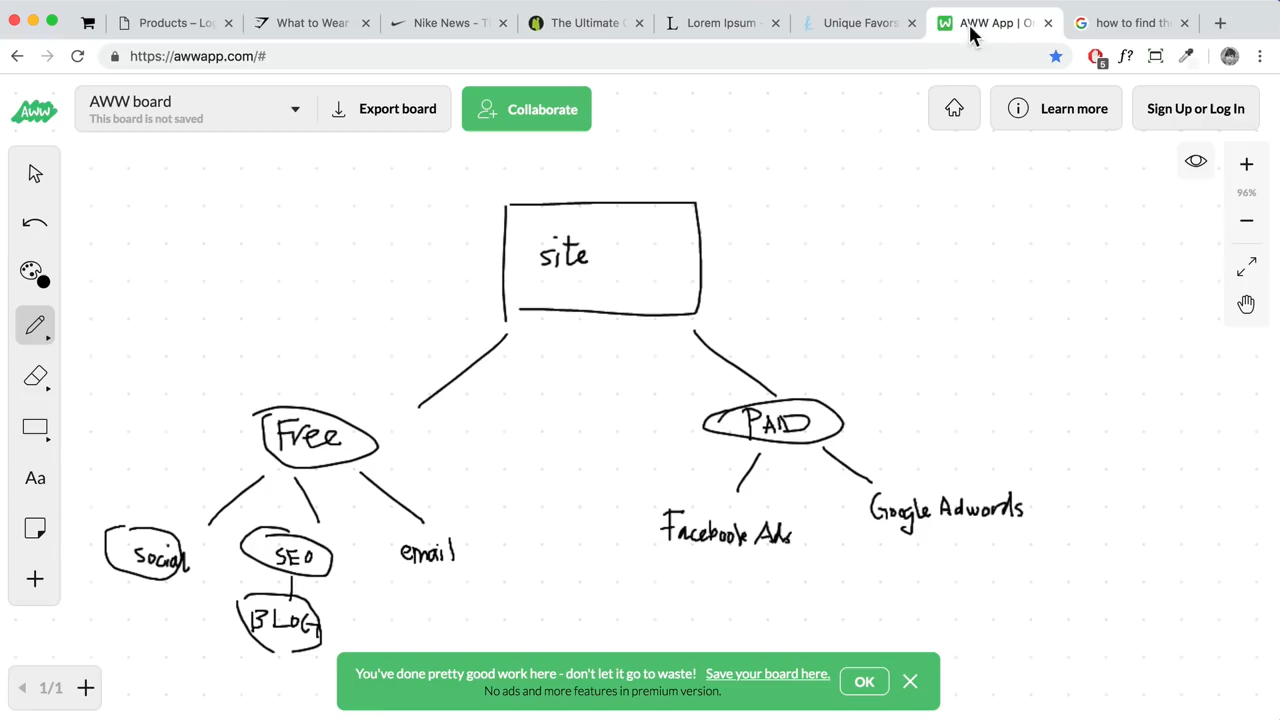 Products – Lo
What to Wear
Nike News - T
The Ultimate
Lorem Ipsum -
Unique Favors
AWW App | O
how to find th
https://awwapp.com/#
5
f?
AWW
AWW board
This board is not saved
Export board
Collaborate
Learn more
Sign Up or Log In
96%
site
Free
PAID
social
SEO
email
BLOG
Facebook Ads
Google Adwords
Aa
1/1
You've done pretty good work here - don't let it go to waste! Save your board here.
No ads and more features in premium version.
OK